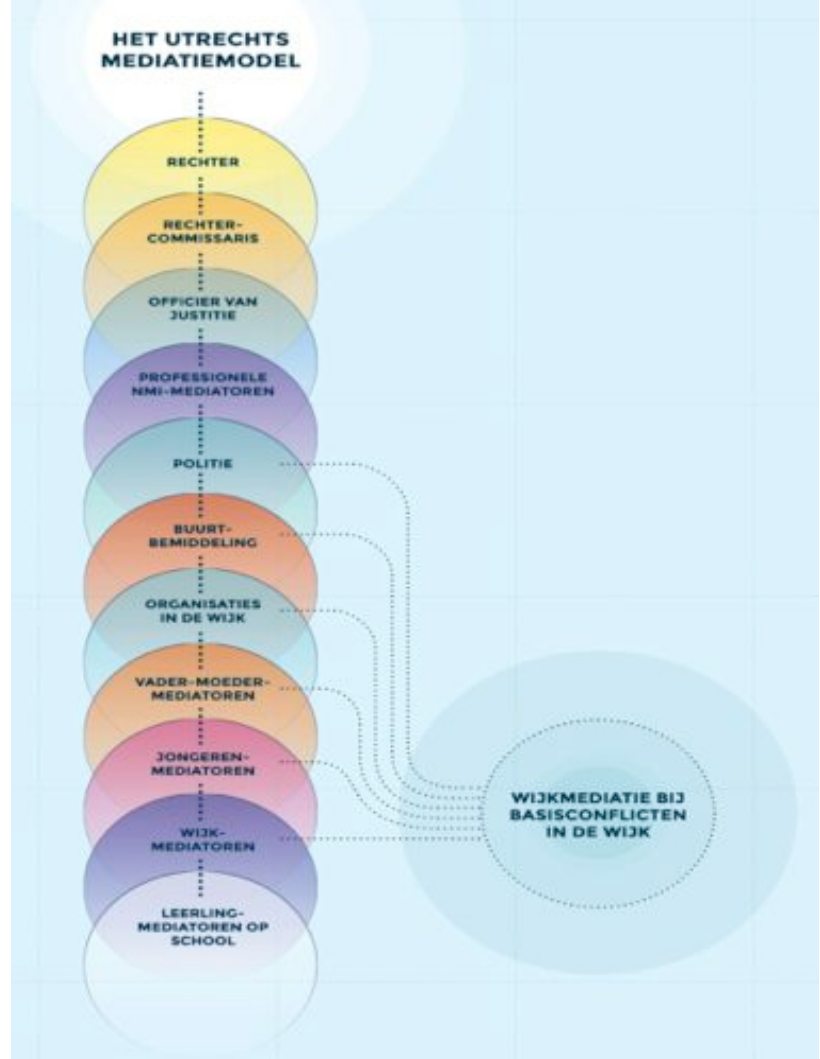 HET UTRECHTS
MEDIATIEMODEL
RECHTER
RECHTER-
COMMISSARIS
OFFICIER VAN
JUSTITIE
PROFESSIONELE
NMI-MEDIATOREN
POLITIE
BUURT-
BEMIDDELING
ORGANISATIES
IN DE WIJK
VADER-MOEDER-
MEDIATOREN
JONGEREN-
MEDIATOREN
WIJK-
MEDIATOREN
LEERLING-
MEDIATOREN OP
SCHOOL
WIJKMEDIATIE BIJ
BASISCONFLICTEN
IN DE WIJK